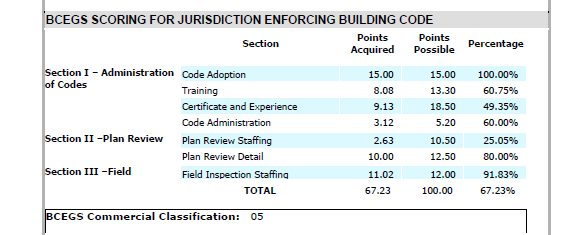 BCEGS SCORING FOR JURISDICTION ENFORCING BUILDING CODE
Section Points Acquired Points Possible Percentage
Section I – Administration of Codes Code Adoption 15.00 15.00 100.00%
Training 8.08 13.30 60.75%
Certificate and Experience 9.13 18.50 49.35%
Code Administration 3.12 5.20 60.00%
Section II –Plan Review Plan Review Staffing 2.63 10.50 25.05%
Plan Review Detail 10.00 12.50 80.00%
Section III –Field Field Inspection Staffing 11.02 12.00 91.83%
TOTAL 67.23 100.00 67.23%
BCEGS Commercial Classification: 05